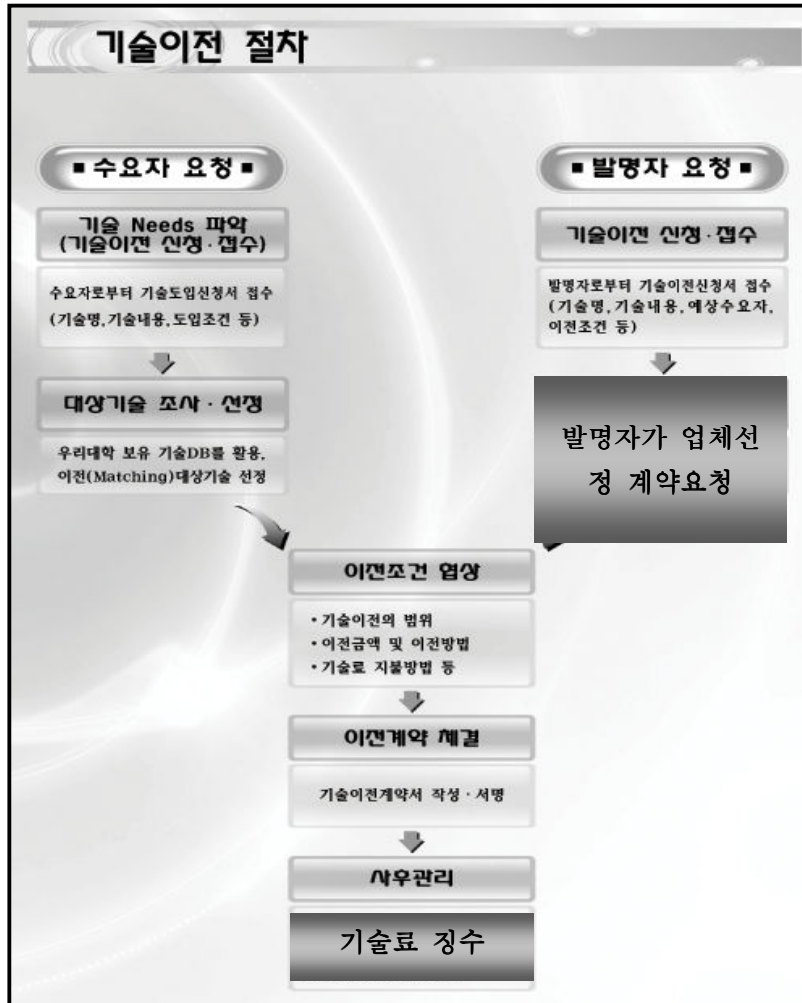 기술이전 절차
■ 수요자 요청 ■
기술 Needs 파악
(기술이전 신청·접수)
수요자로부터 기술도입신청서 접수
(기술명,기술내용,도입조건 등)
대상기술 조사·선정
우리대학 보유 기술DB를 활용,
이전(Matching)대상기술 선정
■ 발명자 요청 ■
기술이전 신청·접수
발명자로부터 기술이전신청서 접수
(기술명,기술내용,예상수요자,
이전조건 등)
발명자가 업체선
정 계약요청
이전조건 협상
• 기술이전의 범위
• 이전금액 및 이전방법
• 기술료 지불방법 등
이전계약 체결
기술이전계약서 작성·서명
사후관리
기술료 징수